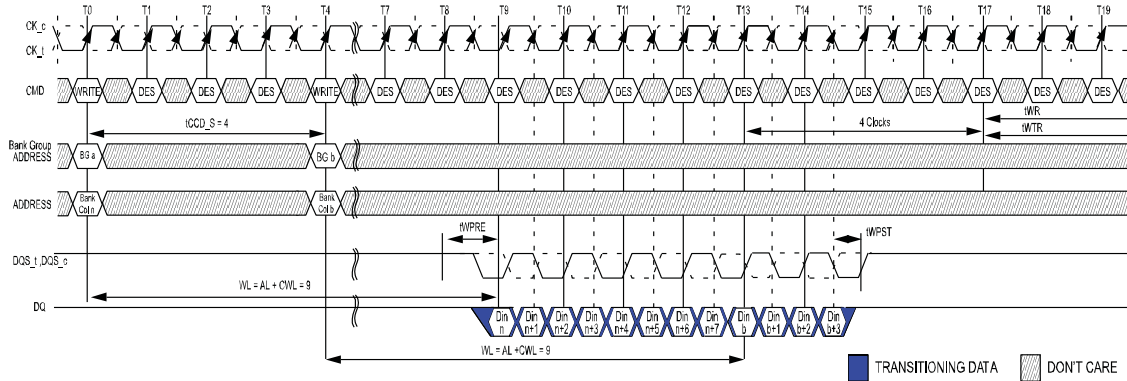 T0 T1 T2 T3 T4 T7 T8 T9 T10 T11 T12 T13 T14 T15 T16 T17 T18 T19
CK_c
CK_t
CMD WRITE DES DES DES WRITE DES DES DES DES DES DES DES DES DES DES DES DES DES
tCCD_S = 4 4 Clocks tWR
tWTR
Bank Group
ADDRESS BG a BG b
ADDRESS Bank Col n Bank Col b
tWPRE tWPST
DQS_t ,DQS_c
WL = AL + CWL = 9
DQ Din n Din n+1 Din n+2 Din n+3 Din n+4 Din n+5 Din n+6 Din n+7 Din b Din b+1 Din b+2 Din b+3
WL = AL +CWL = 9
TRANSITIONING DATA DON'T CARE